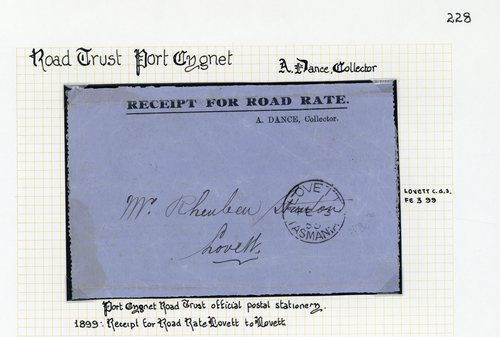 228
Road Trust Port Cygnet
A. Dance, Collector
RECEIPT FOR ROAD RATE.
A. DANCE, Collector.
Mr. Rheuben
Lovett.
LOVETT
TASMANIA
LOVETT c.d.s.
FE 3 99
Port Cygnet Road Trust official postal stationery.
1899: Receipt for Road Rate Lovett to Lovett